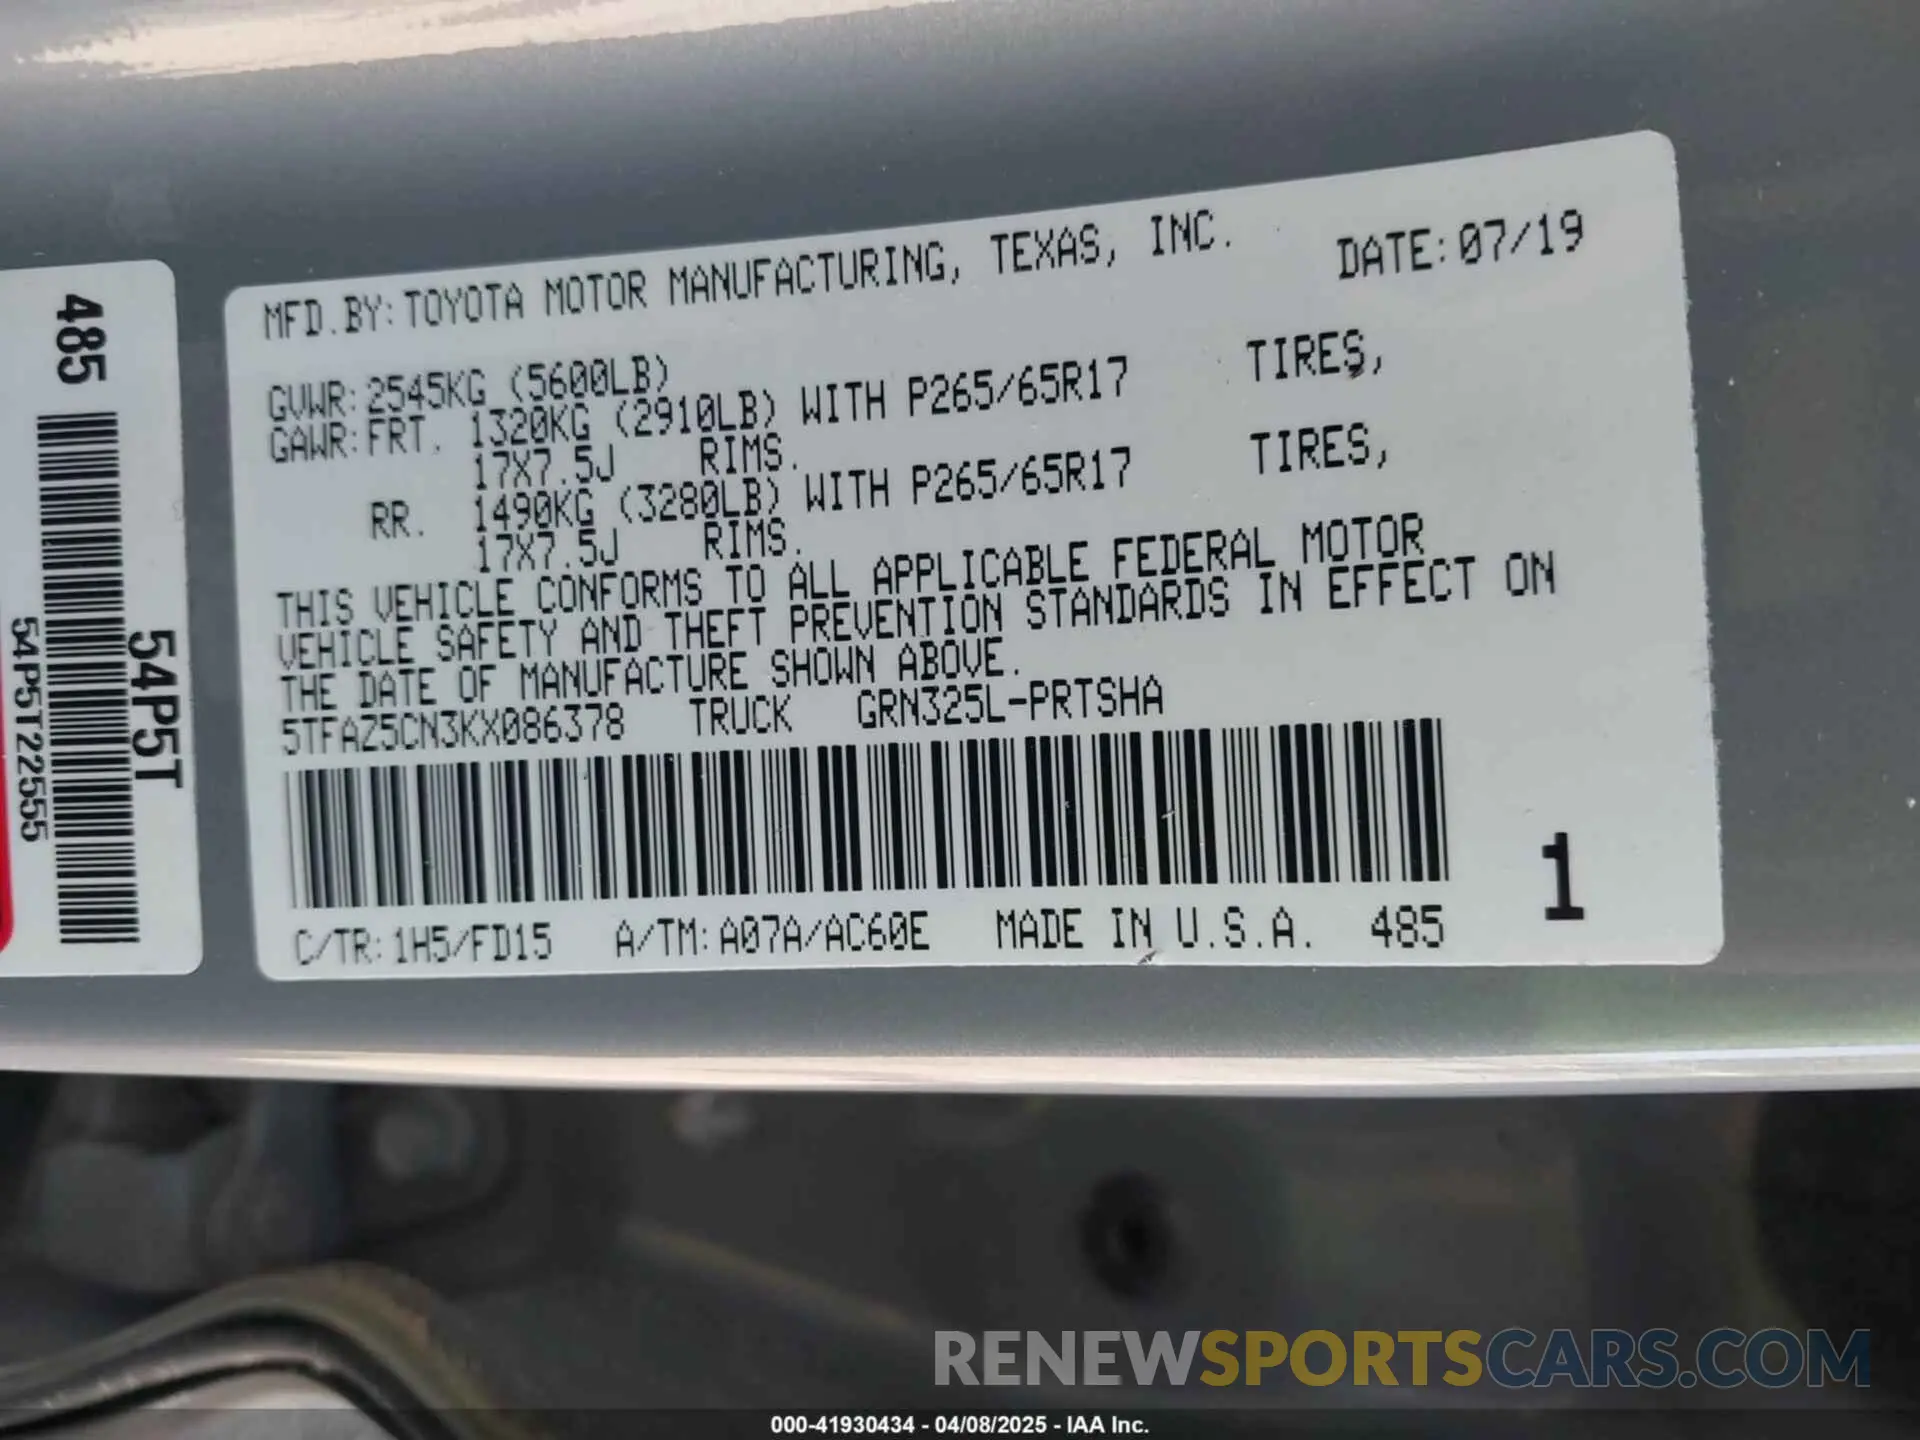 MFD.BY:TOYOTA MOTOR MANUFACTURING, TEXAS, INC. DATE:07/19
GVWR:2545KG (5600LB)
GAWR:FRT. 1320KG (2910LB) WITH P265/65R17 TIRES,
17X7.5J RIMS.
RR. 1490KG (3280LB) WITH P265/65R17 TIRES,
17X7.5J RIMS.
THIS VEHICLE CONFORMS TO ALL APPLICABLE FEDERAL MOTOR
VEHICLE SAFETY AND THEFT PREVENTION STANDARDS IN EFFECT ON
THE DATE OF MANUFACTURE SHOWN ABOVE.
5TFAZ5CN3KX086378 TRUCK GRN325L-PRTSHA
C/TR:1H5/FD15 A/TM:A07A/AC60E MADE IN U.S.A. 485
1
485
54P5T
54P5T22555
RENEWSPORTSCARS.COM
000-41930434 - 04/08/2025 - IAA Inc.